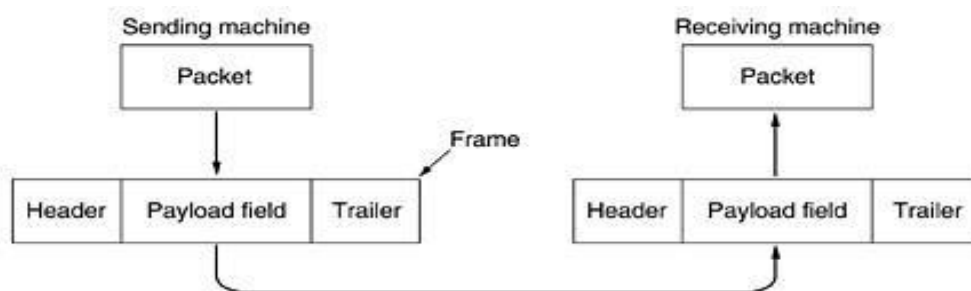 Sending machine
Receiving machine
Packet
Packet
Frame
Header Payload field Trailer
Header Payload field Trailer